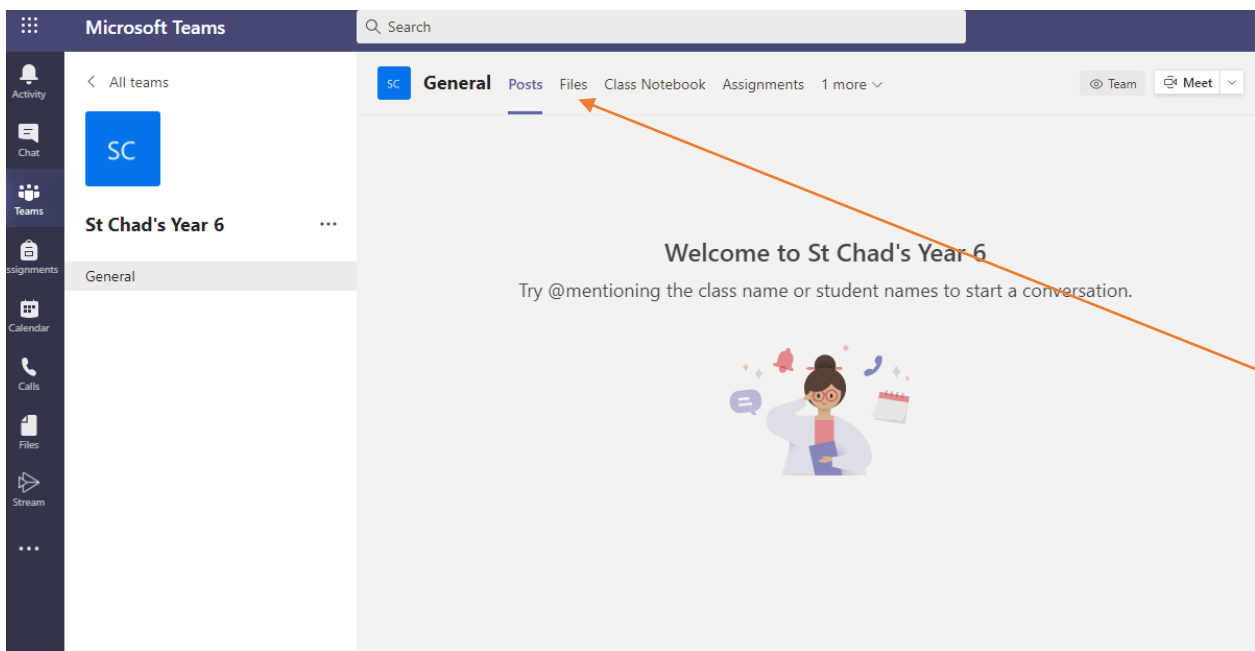 Microsoft Teams
Search
Activity
Chat
Teams
ssignments
Calendar
Calls
Files
Stream
All teams
SC
St Chad's Year 6
General
SC General Posts Files Class Notebook Assignments 1 more
Team Meet
Welcome to St Chad's Year 6
Try @mentioning the class name or student names to start a conversation.